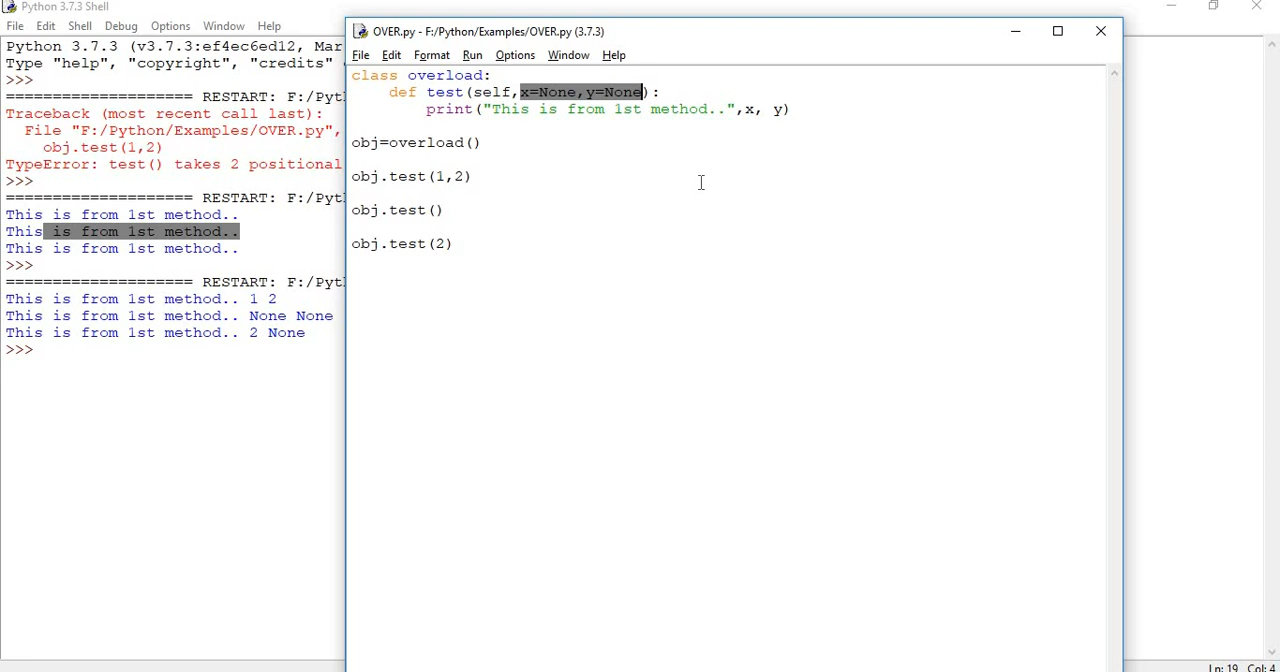 Python 3.7.3 Shell
File Edit Shell Debug Options Window Help
Python 3.7.3 (v3.7.3:ef4ec6ed12, Mar
Type "help", "copyright", "credits"
>>>
==================== RESTART: F:/Pyt
Traceback (most recent call last):
File "F:/Python/Examples/OVER.py",
obj.test(1,2)
TypeError: test() takes 2 positional
>>>
==================== RESTART: F:/Pyt
This is from 1st method..
This is from 1st method..
This is from 1st method..
>>>
==================== RESTART: F:/Pyt
This is from 1st method.. 1 2
This is from 1st method.. None None
This is from 1st method.. 2 None
>>>
OVER.py - F:/Python/Examples/OVER.py (3.7.3)
File Edit Format Run Options Window Help
class overload:
def test(self,x=None,y=None):
print("This is from 1st method..",x, y)
obj=overload()
obj.test(1,2)
obj.test()
obj.test(2)
Ln: 19 Col: 4